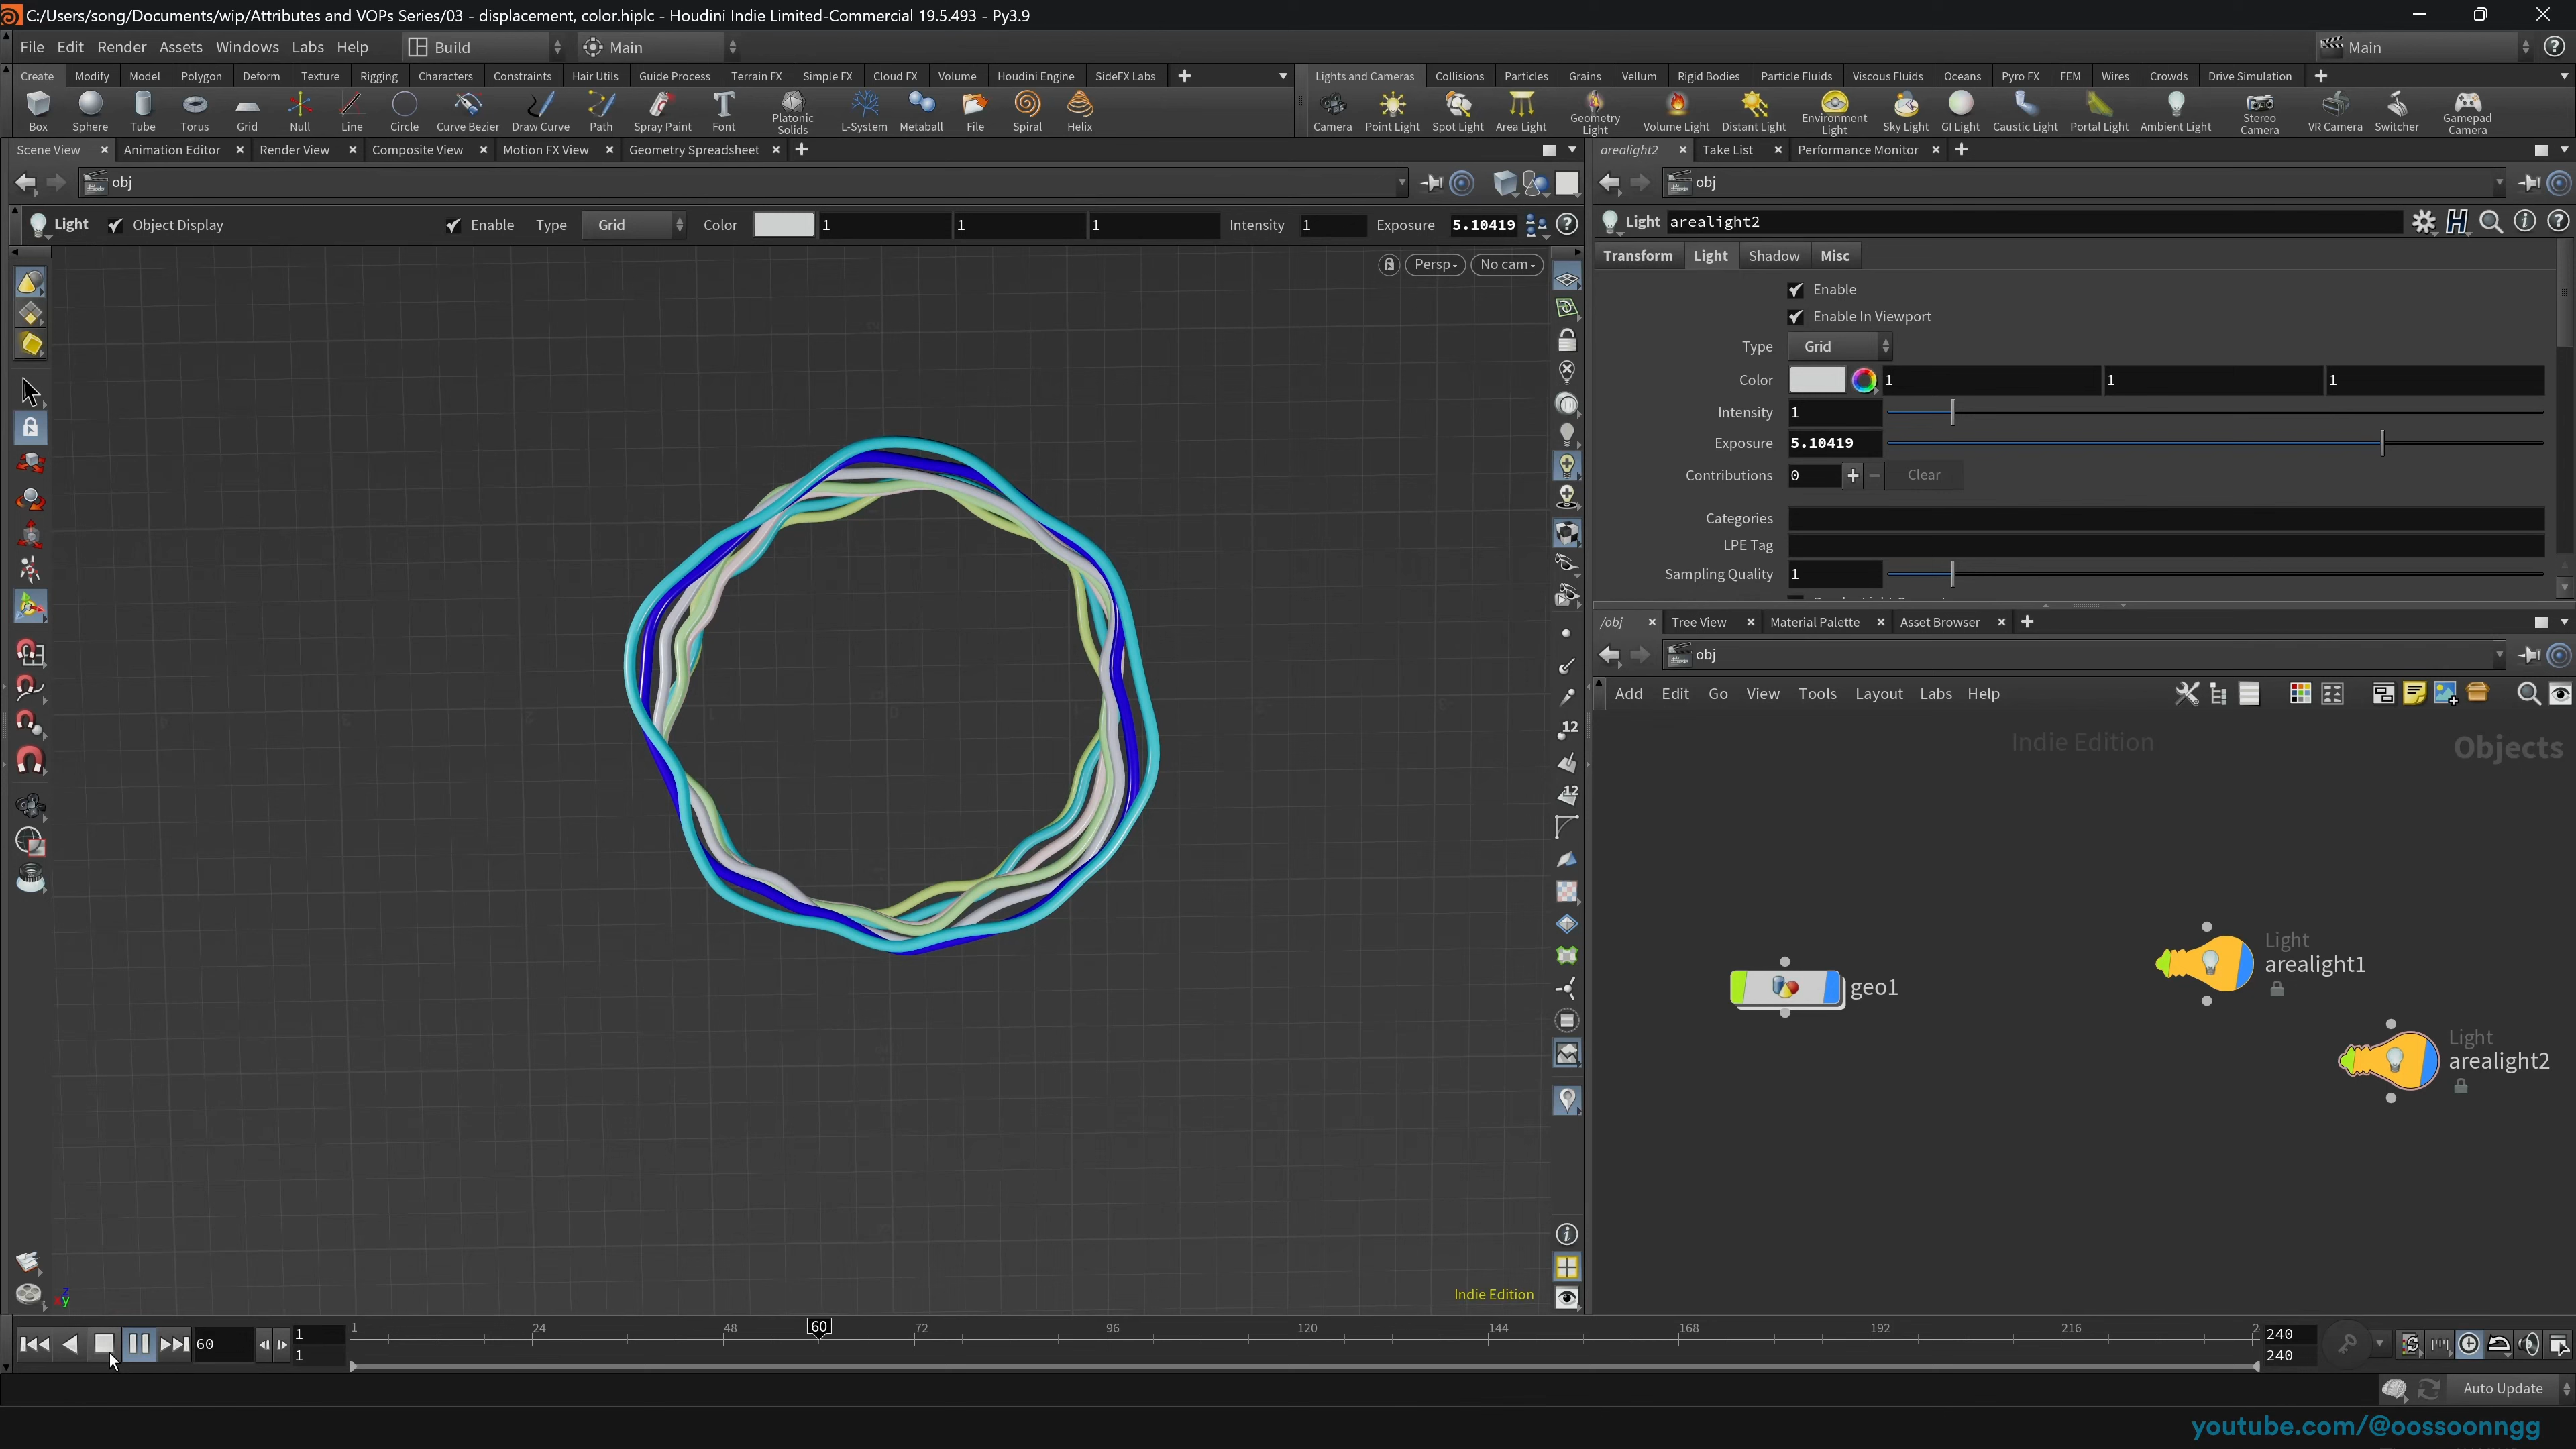 C:/Users/song/Documents/wip/Attributes and VOPs Series/03 - displacement, color.hiplc - Houdini Indie Limited-Commercial 19.5.493 - Py3.9
File Edit Render Assets Windows Labs Help Build Main Main
Create Modify Model Polygon Deform Texture Rigging Characters Constraints Hair Utils Guide Process Terrain FX Simple FX Cloud FX Volume Houdini Engine SideFX Labs Lights and Cameras Collisions Particles Grains Vellum Rigid Bodies Particle Fluids Viscous Fluids Oceans Pyro FX FEM Wires Crowds Drive Simulation
Box Sphere Tube Torus Grid Null Line Circle Curve Bezier Draw Curve Path Spray Paint Font Platonic Solids L-System Metaball File Spiral Helix Camera Point Light Spot Light Area Light Geometry Light Volume Light Distant Light Environment Light Sky Light GI Light Caustic Light Portal Light Ambient Light Stereo Camera VR Camera Switcher Gamepad Camera
Scene View Animation Editor Render View Composite View Motion FX View Geometry Spreadsheet arealight2 Take List Performance Monitor
obj obj
Light Object Display Enable Type Grid Color 1 1 1 Intensity 1 Exposure 5.10419
Light arealight2
Persp No cam
Transform Light Shadow Misc
Enable
Enable In Viewport
Type Grid
Color 1 1 1
Intensity 1
Exposure 5.10419
Contributions 0 Clear
Categories
LPE Tag
Sampling Quality 1
/obj Tree View Material Palette Asset Browser
obj
Add Edit Go View Tools Layout Labs Help
12
12
Indie Edition Objects
Light
arealight1
geo1
Light
arealight2
Indie Edition
60 1 1 1 24 48 60 72 96 120 144 168 192 216 2 240 240
Auto Update
youtube.com/@oossoonngg